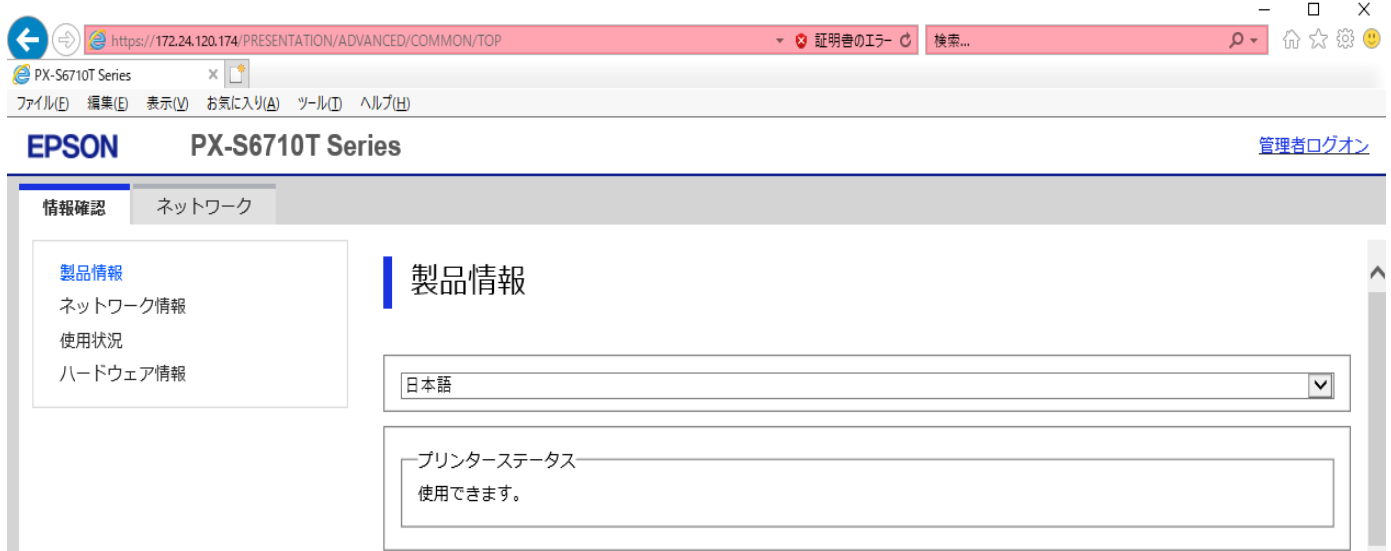 https://172.24.120.174/PRESENTATION/ADVANCED/COMMON/TOP 証明書のエラー 検索...
PX-S6710T Series
ファイル(F) 編集(E) 表示(V) お気に入り(A) ツール(T) ヘルプ(H)
EPSON PX-S6710T Series 管理者ログオン
情報確認 ネットワーク
製品情報
ネットワーク情報
使用状況
ハードウェア情報
製品情報
日本語
プリンターステータス
使用できます。